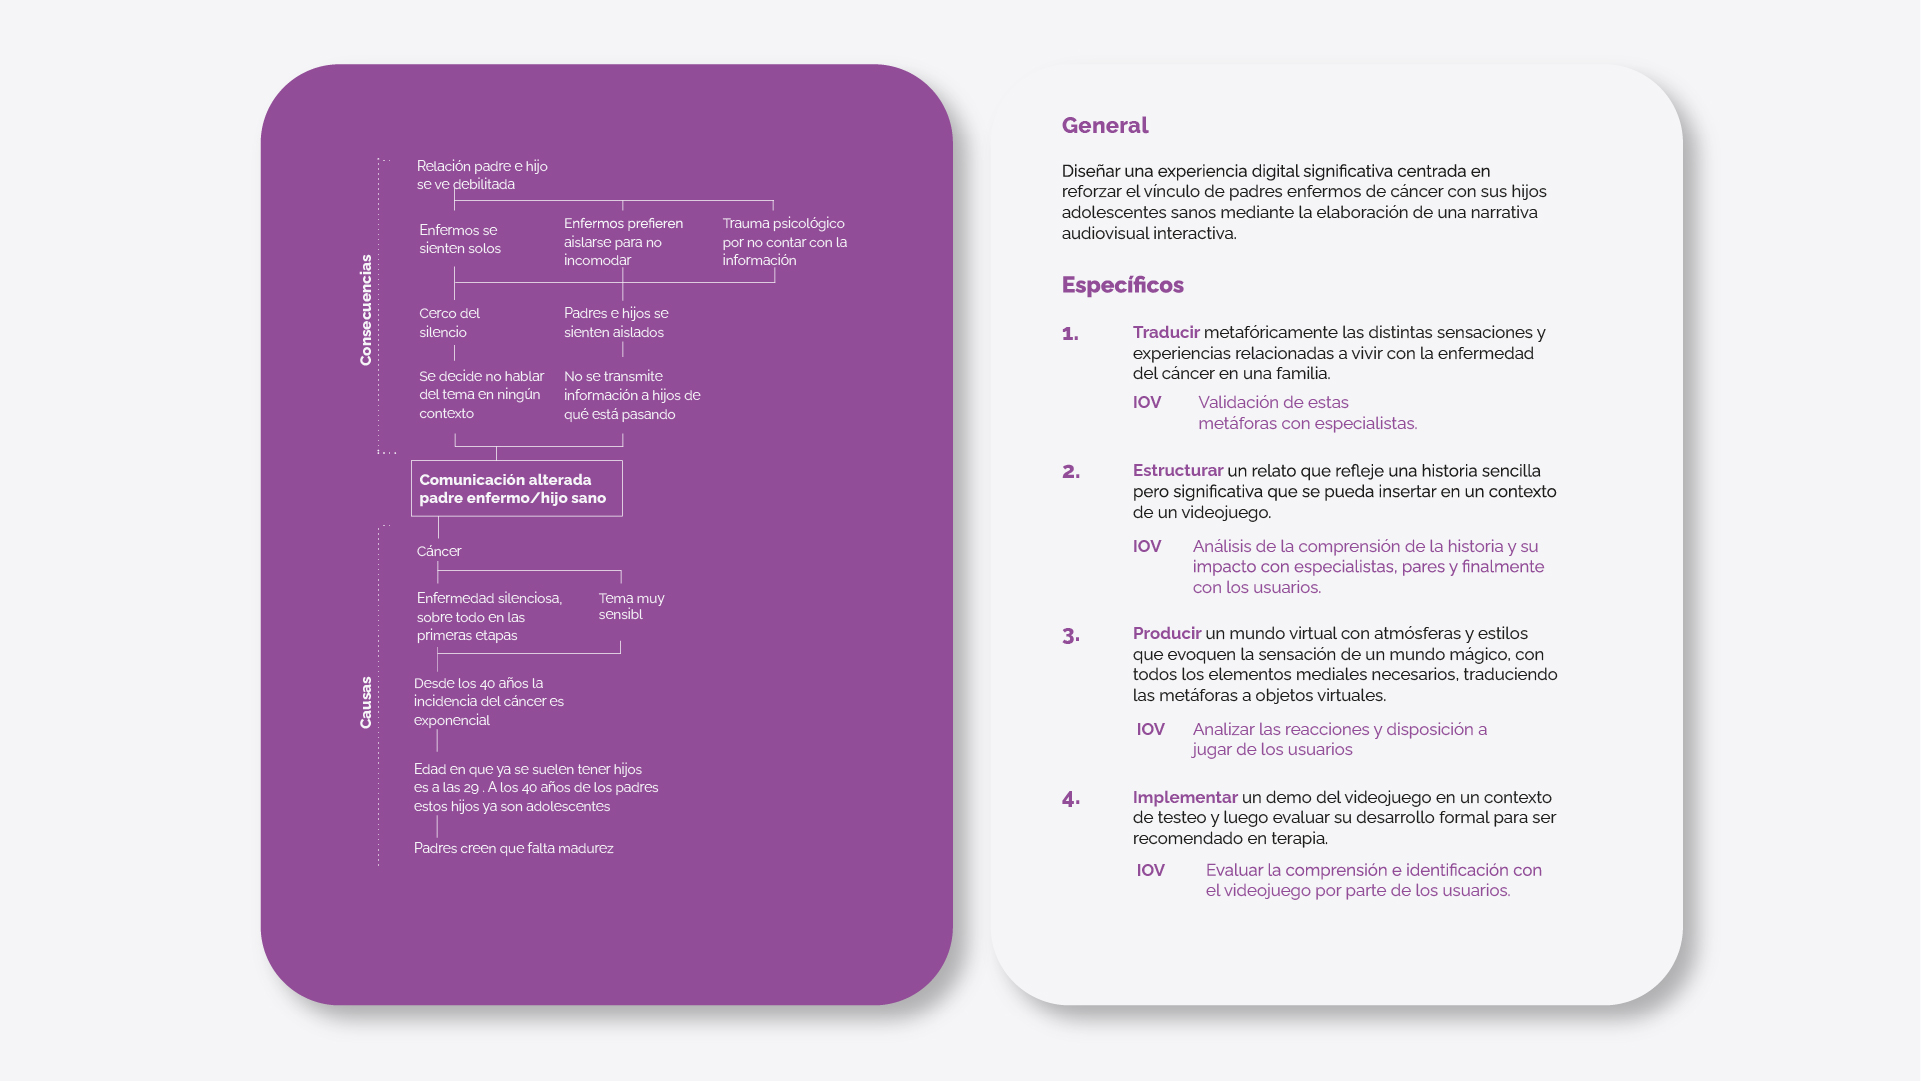 Consecuencias
Relación padre e hijo
se ve debilitada
Enfermos se
sienten solos
Enfermos prefieren
aislarse para no
incomodar
Trauma psicológico
por no contar con la
información
Cerco del
silencio
Padres e hijos se
sienten aislados
Se decide no hablar
del tema en ningún
contexto
No se transmite
información a hijos de
qué está pasando
Comunicación alterada
padre enfermo/hijo sano
Causas
Cáncer
Enfermedad silenciosa,
sobre todo en las
primeras etapas
Tema muy
sensibl
Desde los 40 años la
incidencia del cáncer es
exponencial
Edad en que ya se suelen tener hijos
es a las 29 . A los 40 años de los padres
estos hijos ya son adolescentes
Padres creen que falta madurez
General
Diseñar una experiencia digital significativa centrada en
reforzar el vínculo de padres enfermos de cáncer con sus hijos
adolescentes sanos mediante la elaboración de una narrativa
audiovisual interactiva.
Específicos
1. Traducir metafóricamente las distintas sensaciones y
experiencias relacionadas a vivir con la enfermedad
del cáncer en una familia.
IOV Validación de estas
metáforas con especialistas.
2. Estructurar un relato que refleje una historia sencilla
pero significativa que se pueda insertar en un contexto
de un videojuego.
IOV Análisis de la comprensión de la historia y su
impacto con especialistas, pares y finalmente
con los usuarios.
3. Producir un mundo virtual con atmósferas y estilos
que evoquen la sensación de un mundo mágico, con
todos los elementos mediales necesarios, traduciendo
las metáforas a objetos virtuales.
IOV Analizar las reacciones y disposición a
jugar de los usuarios
4. Implementar un demo del videojuego en un contexto
de testeo y luego evaluar su desarrollo formal para ser
recomendado en terapia.
IOV Evaluar la comprensión e identificación con
el videojuego por parte de los usuarios.